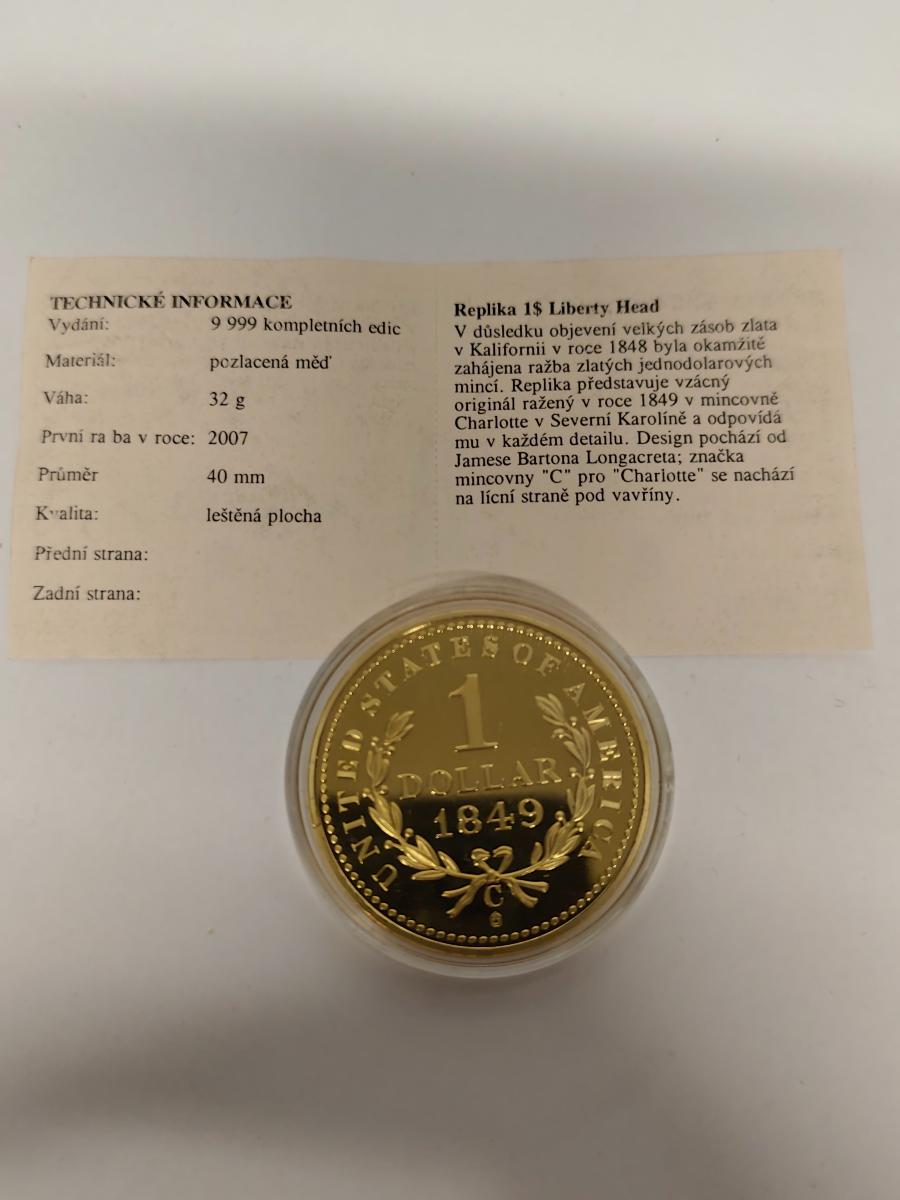 TECHNICKÉ INFORMACE
Vydání: 9 999 kompletních edic
Materiál: pozlacená měď
Váha: 32 g
První ra ba v roce: 2007
Průměr 40 mm
Kvalita: leštěná plocha
Přední strana:
Zadní strana:
Replika 1$ Liberty Head
V důsledku objevení velkých zásob zlata
v Kalifornii v roce 1848 byla okamžitě
zahájena ražba zlatých jednodolarových
mincí. Replika představuje vzácný
originál ražený v roce 1849 v mincovně
Charlotte v Severní Karolíně a odpovídá
mu v každém detailu. Design pochází od
Jamese Bartona Longacreta; značka
mincovny "C" pro "Charlotte" se nachází
na lícní straně pod vavříny.
UNITED STATES OF AMERICA
1
DOLLAR
1849
C